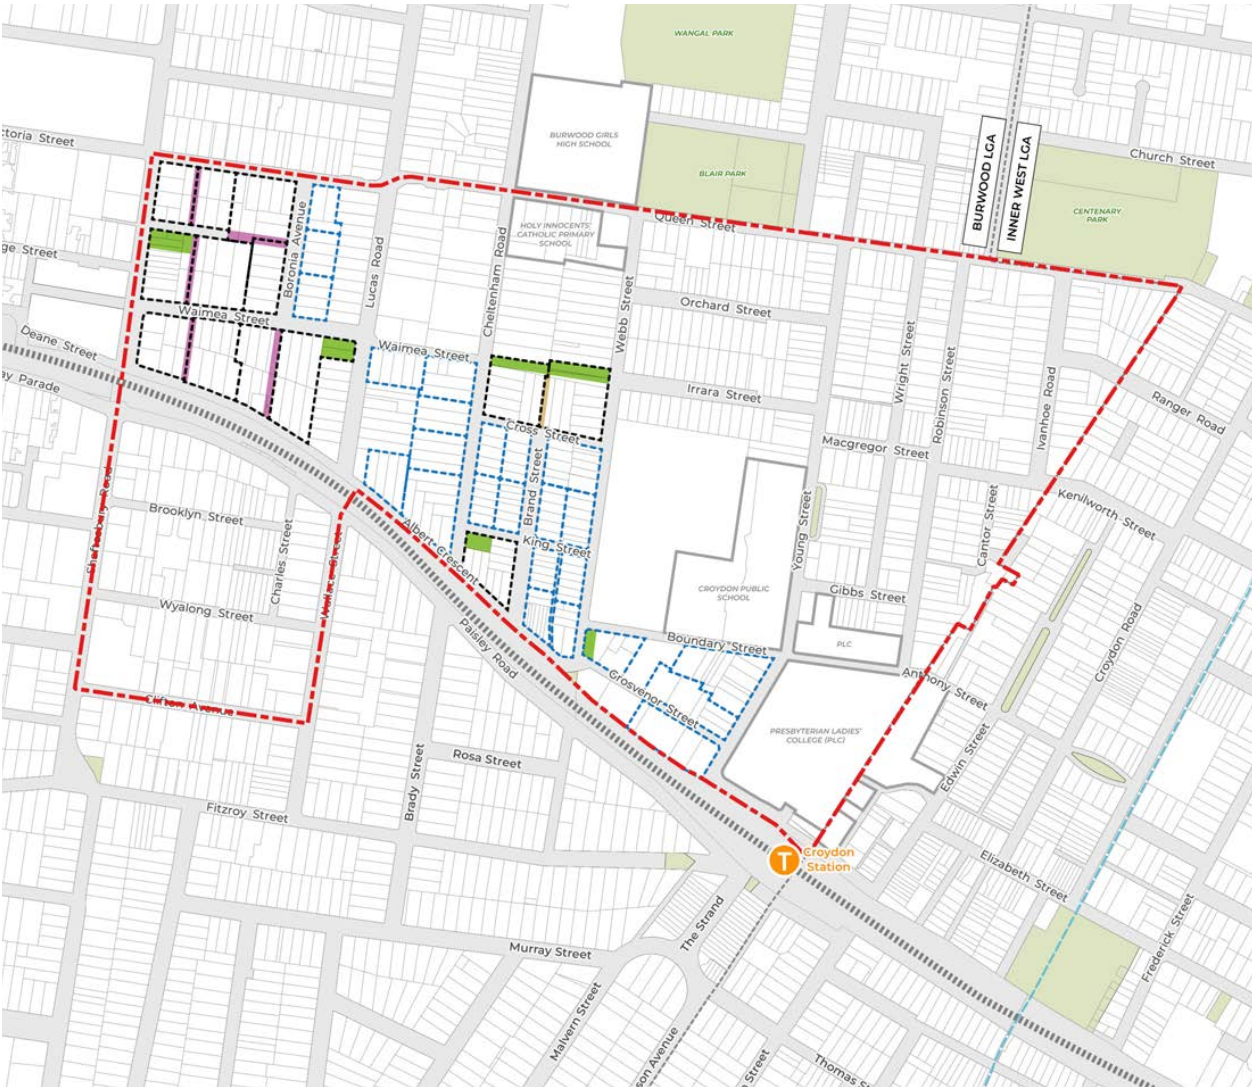 WANGAL PARK
BURWOOD GIRLS
HIGH SCHOOL
BLAIR PARK
BURWOOD LGA
INNER WEST LGA
Church Street
CENTENARY
PARK
ctoria Street
Queen Street
HOLY INNOCENTS'
CATHOLIC PRIMARY
SCHOOL
Boronia Avenue
Lucas Road
Cheltenham Road
Webb Street
ge Street
Orchard Street
Waimea Street
Deane Street
Waimea Street
Wright Street
Robinson Street
Ivanhoe Road
ay Parade
Irrara Street
Ranger Road
Cross Street
Macgregor Street
Brand Street
Shaftesbury Road
Brooklyn Street
Charles Street
Wallace Street
Albert Crescent
King Street
Young Street
Cantor Street
Kenilworth Street
CROYDON PUBLIC
SCHOOL
Gibbs Street
Wyalong Street
Paisley Road
Boundary Street
PLC
Croydon Road
Anthony Street
Grosvenor Street
Clifton Avenue
PRESBYTERIAN LADIES'
COLLEGE (PLC)
Edwin Street
Rosa Street
Brady Street
Fitzroy Street
T
Croydon
Station
Elizabeth Street
The Strand
Frederick Street
Murray Street
Malvern Street
son Avenue
Street
Thomas St